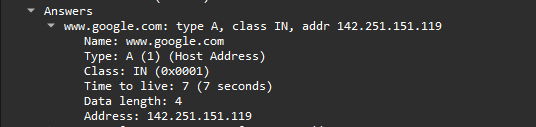 Answers
www.google.com: type A, class IN, addr 142.251.151.119
Name: www.google.com
Type: A (1) (Host Address)
Class: IN (0x0001)
Time to live: 7 (7 seconds)
Data length: 4
Address: 142.251.151.119